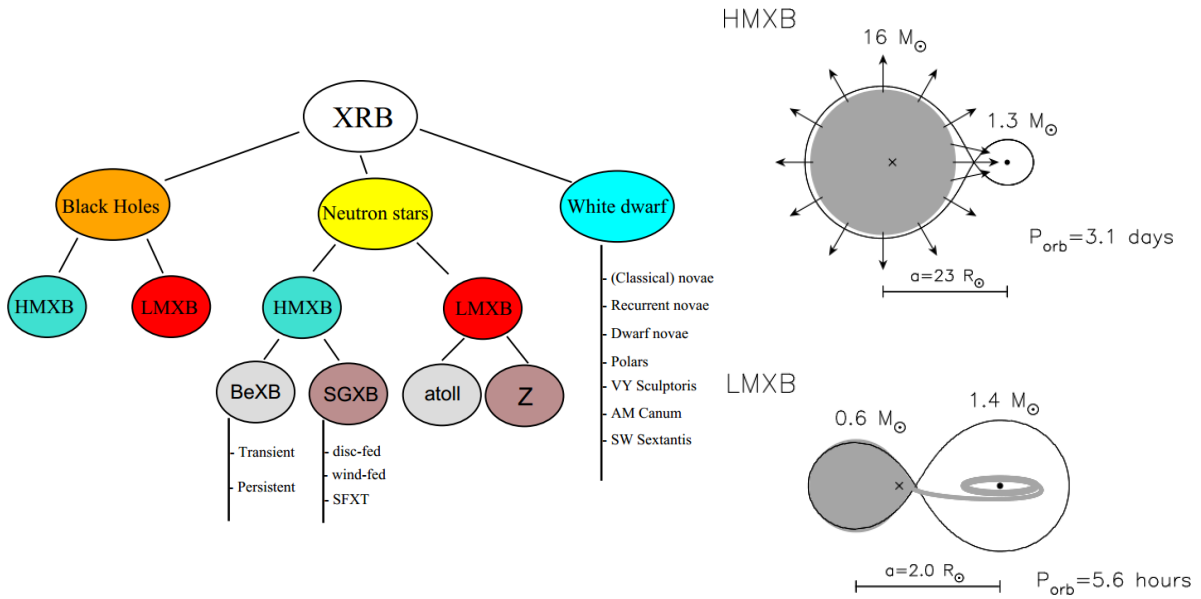 XRB
Black Holes
Neutron stars
White dwarf
HMXB
LMXB
HMXB
LMXB
BeXB
SGXB
atoll
Z
- Transient
- Persistent
- disc-fed
- wind-fed
- SFXT
- (Classical) novae
- Recurrent novae
- Dwarf novae
- Polars
- VY Sculptoris
- AM Canum
- SW Sextantis
HMXB
16 M☉
1.3 M☉
×
P_orb=3.1 days
a=23 R☉
LMXB
0.6 M☉
1.4 M☉
×
a=2.0 R☉
P_orb=5.6 hours